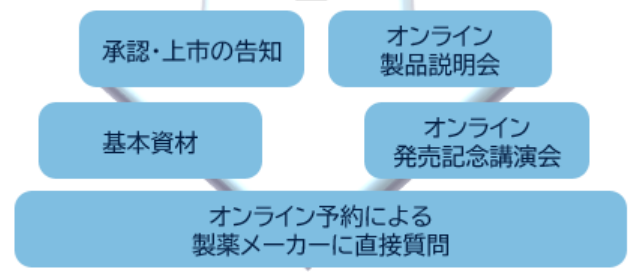 承認・上市の告知
オンライン
製品説明会
基本資材
オンライン
発売記念講演会
オンライン予約による
製薬メーカーに直接質問